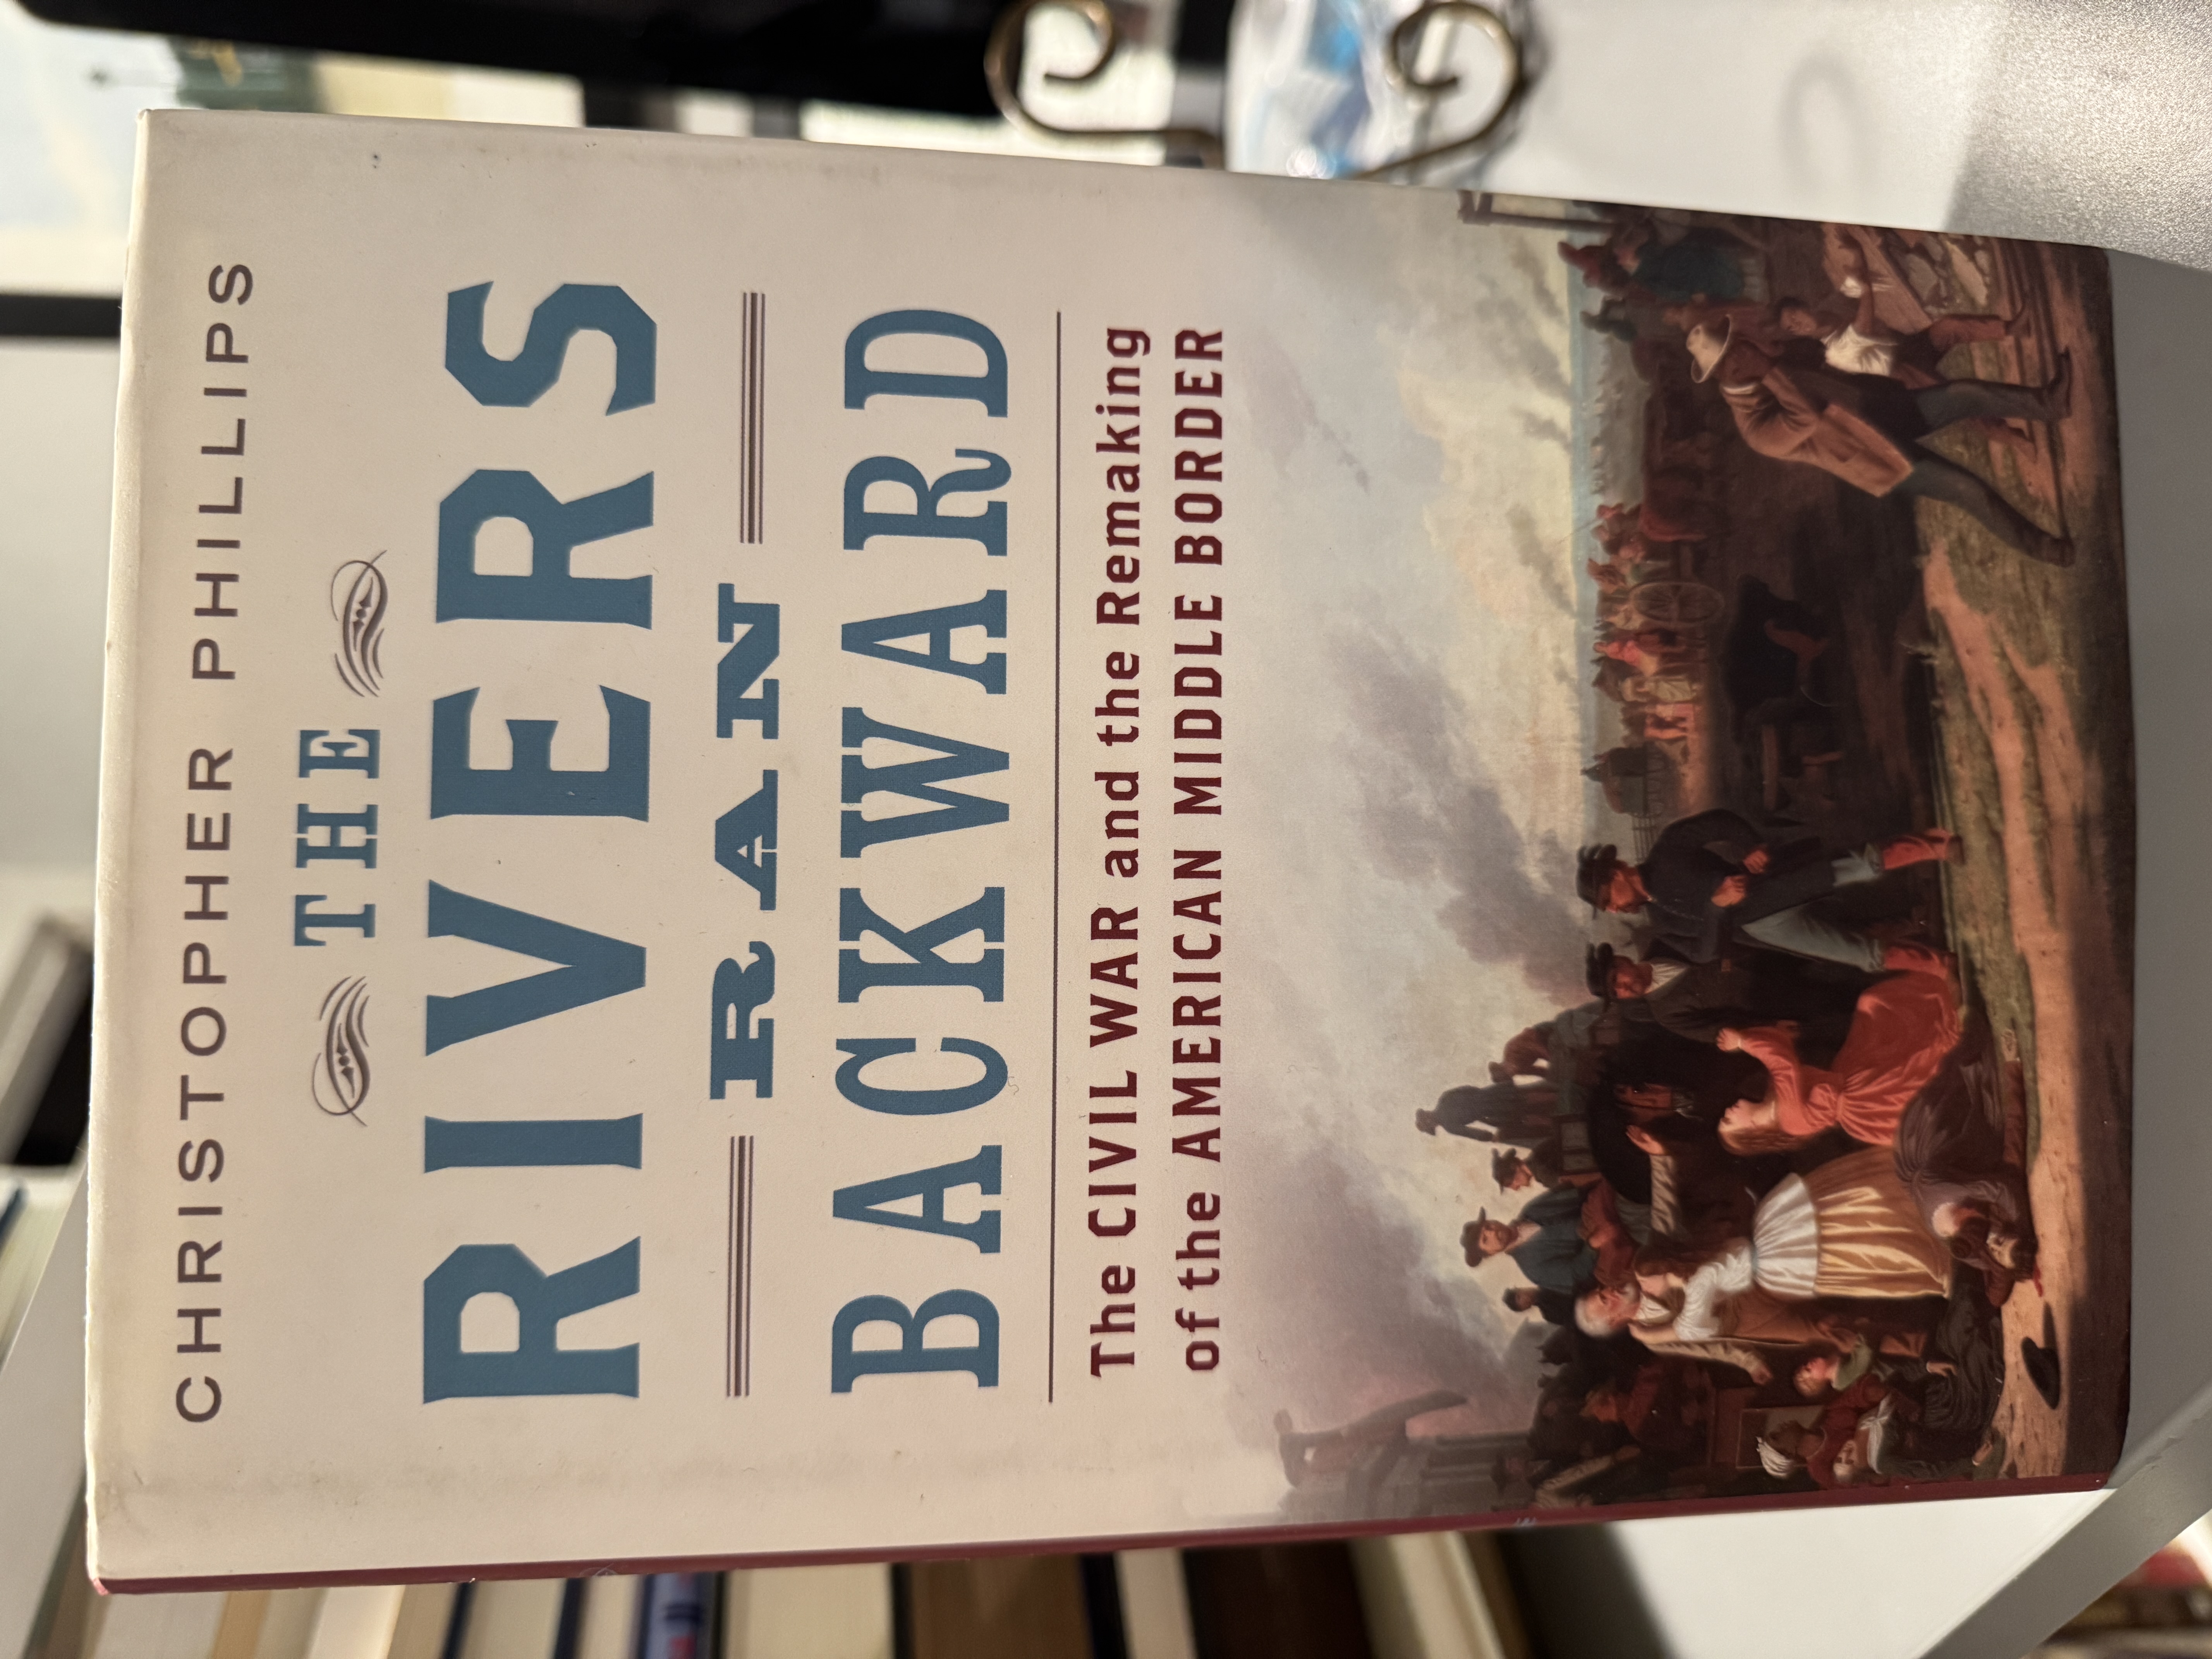 CHRISTOPHER PHILLIPS
THE
RIVERS
RAN
BACKWARD
The CIVIL WAR and the Remaking
of the AMERICAN MIDDLE BORDER